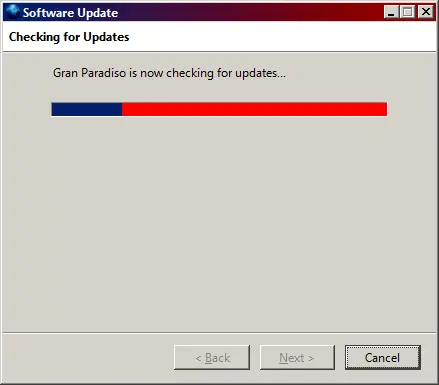 Software Update
Checking for Updates
Gran Paradiso is now checking for updates...
< Back Next > Cancel